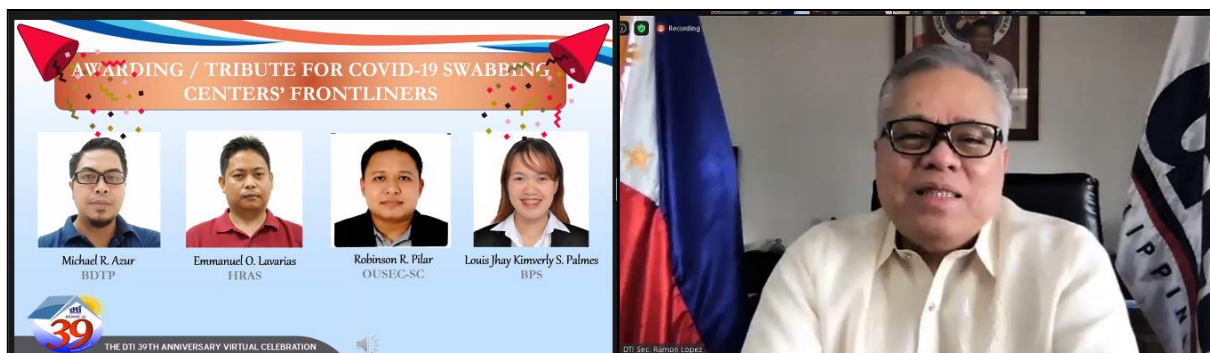 AWARDING / TRIBUTE FOR COVID-19 SWABBING
CENTERS' FRONTLINERS
Michael R. Azur
BDTP
Emmanuel O. Lavarias
HRAS
Robinson R. Pilar
OUSEC-SC
Louis Jhay Kimverly S. Palmes
BPS
dti
39
THE DTI 39TH ANNIVERSARY VIRTUAL CELEBRATION
Recording
DTI Sec. Ramon Lopez